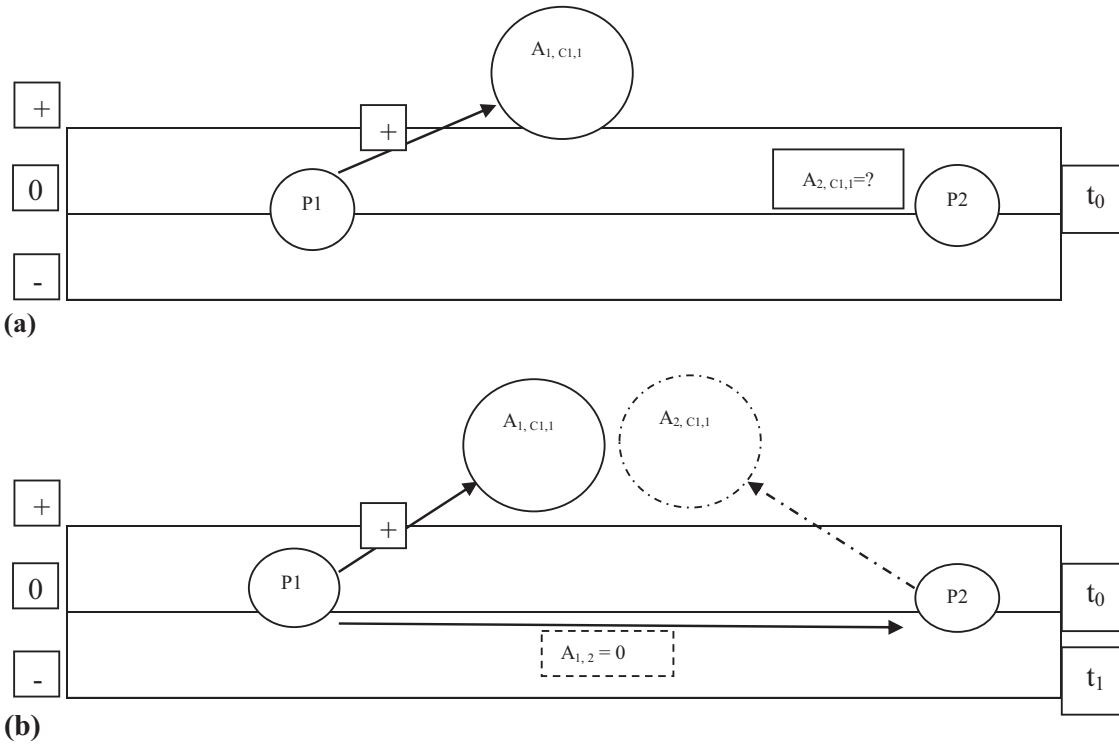 A1, C1,1
+
+
P1
0
A2, C1,1=?
P2
t0
-
(a)
A1, C1,1
A2, C1,1
+
+
P1
0
P2
t0
A1, 2 = 0
-
t1
(b)